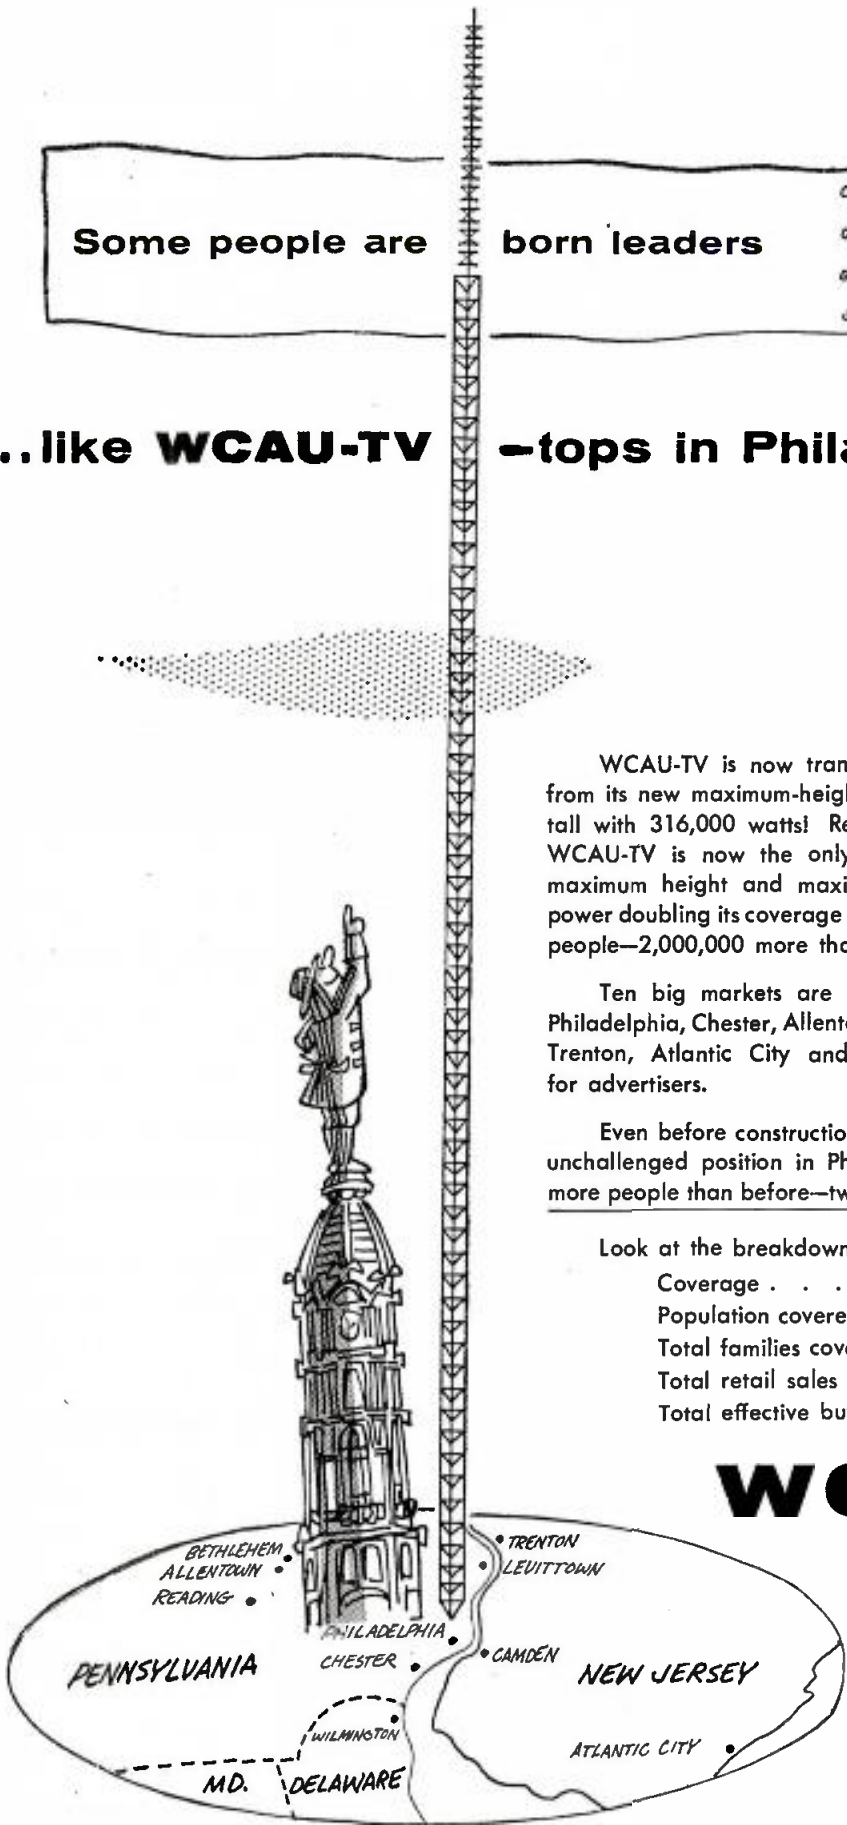 Some people are born leaders
..like WCAU-TV –tops in Phila
WCAU-TV is now tran
from its new maximum-heigh
tall with 316,000 watts! Re
WCAU-TV is now the only
maximum height and maxi
power doubling its coverage
people—2,000,000 more tha
Ten big markets are
Philadelphia, Chester, Allento
Trenton, Atlantic City and
for advertisers.
Even before constructio
unchallenged position in Ph
more people than before—tw
Look at the breakdown
Coverage . . .
Population covere
Total families cove
Total retail sales
Total effective bu
WC
BETHLEHEM
ALLENTOWN
READING
TRENTON
LEVITTOWN
PHILADELPHIA
CHESTER
CAMDEN
PENNSYLVANIA
NEW JERSEY
WILMINGTON
ATLANTIC CITY
MD.
DELAWARE